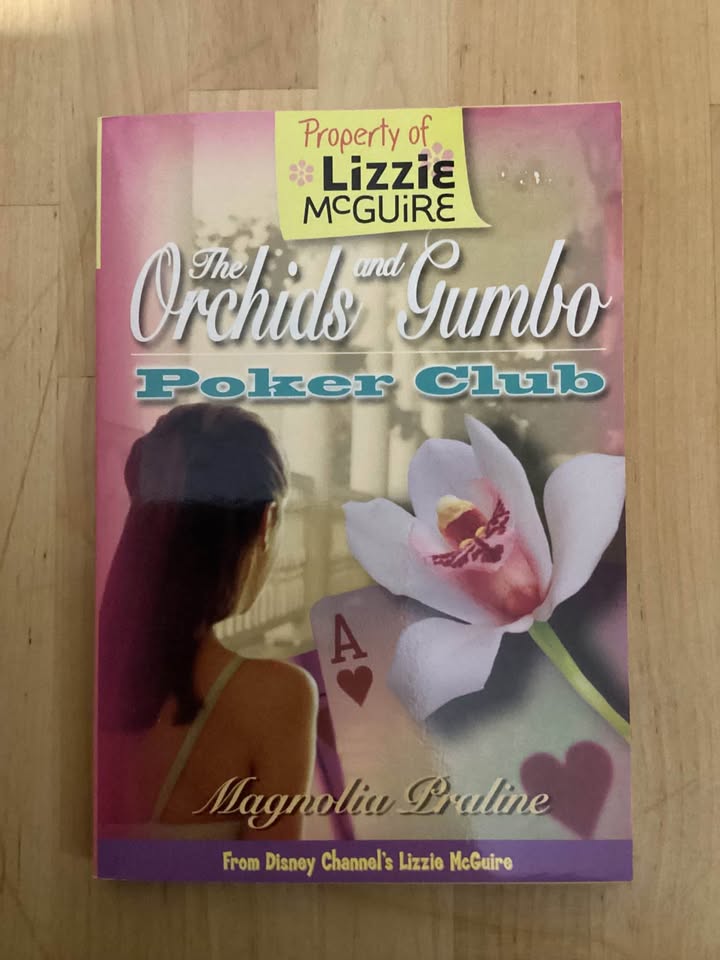 Property of
Lizzie
McGUiRE
The Orchids and Gumbo
Poker Club
A
Magnolia Praline
From Disney Channel's Lizzie McGuire